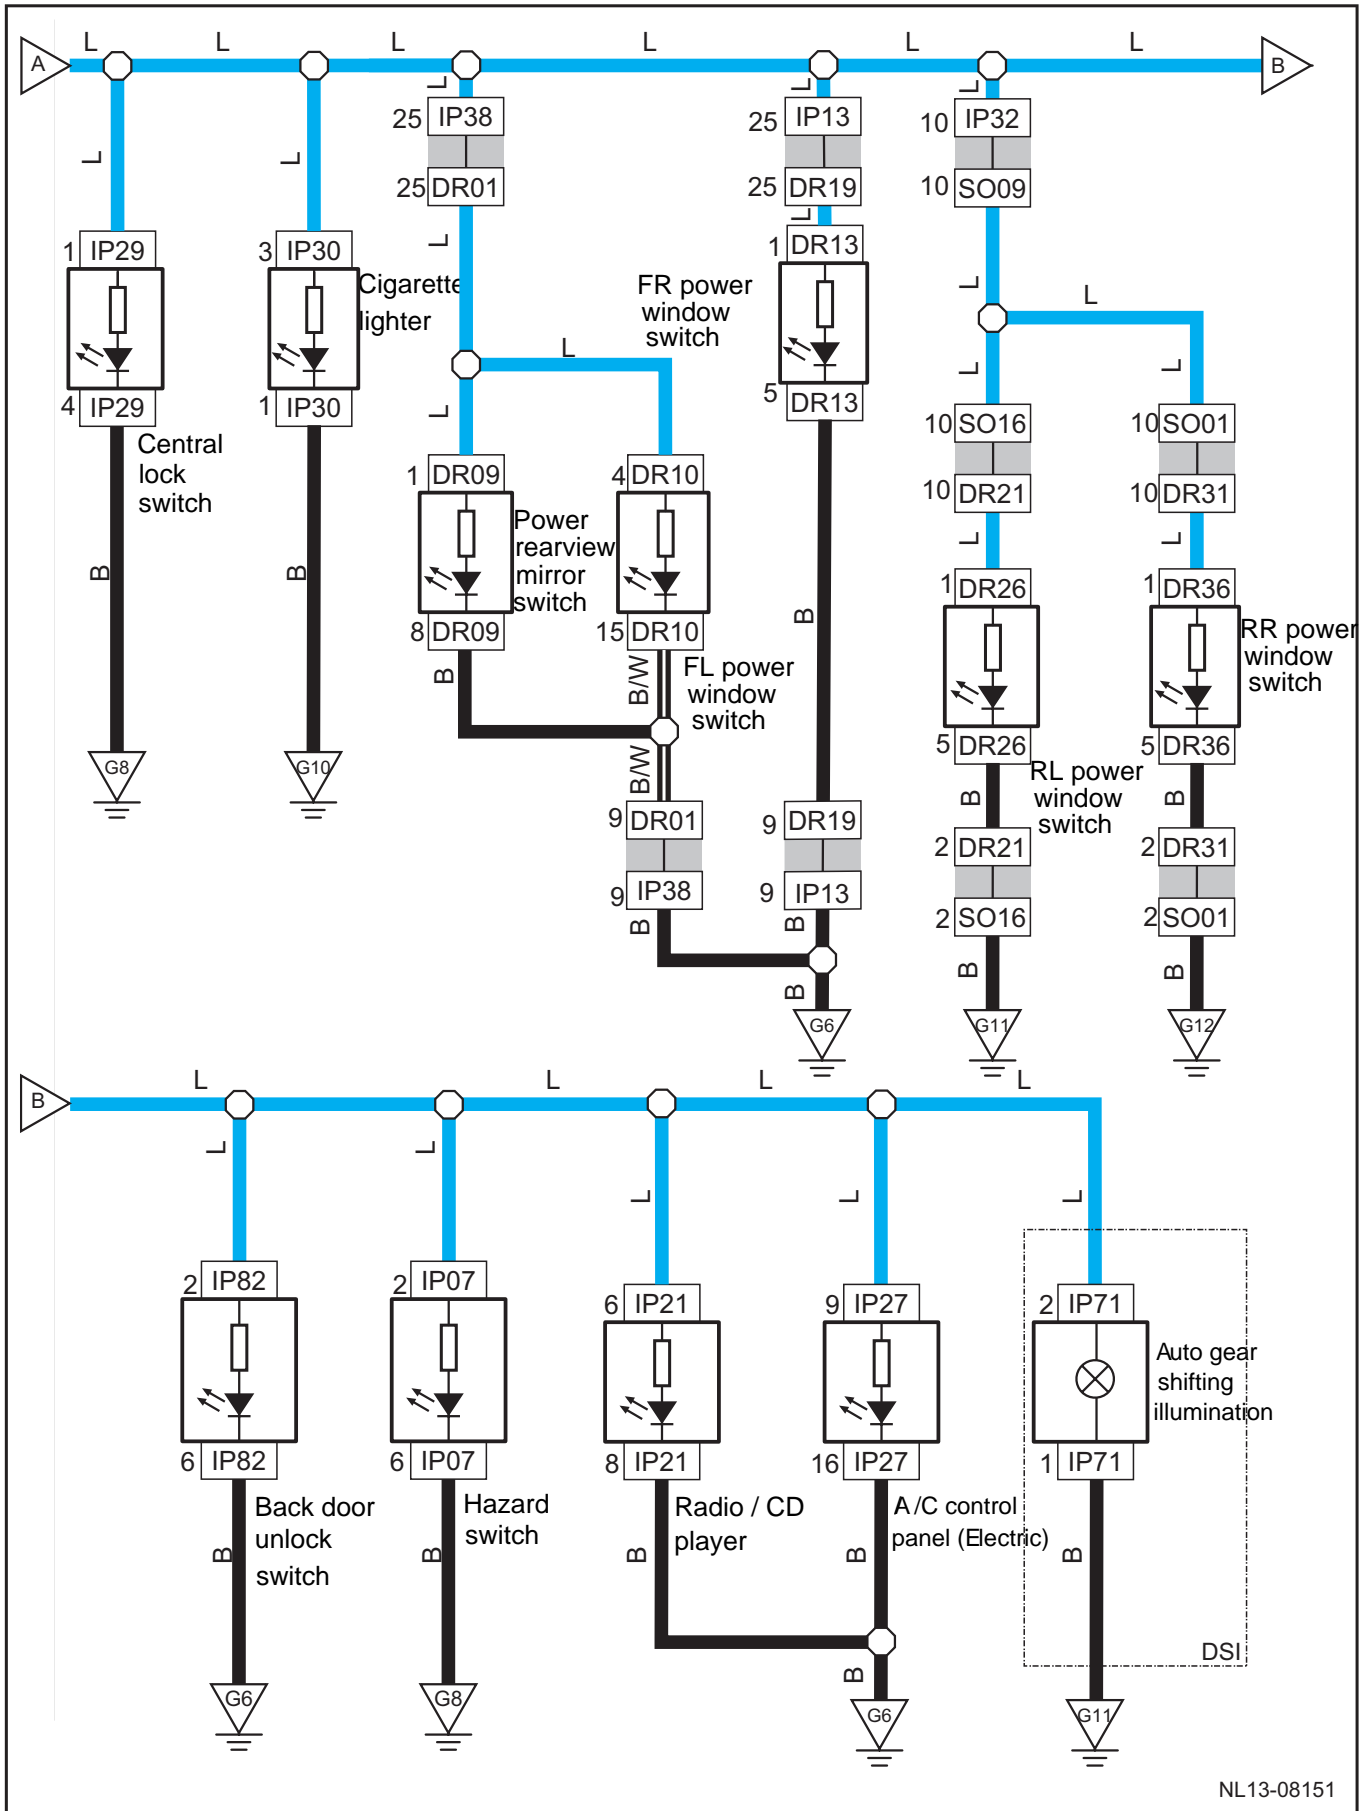 A L L L L L L B
L L L L L
25 IP38
25 DR01
25 IP13
25 DR19
10 IP32
10 SO09
L L L
1 IP29
3 IP30
1 DR13
Cigarette
lighter
FR power
window
switch
L L
4 IP29
1 IP30
5 DR13
L L L L
Central
lock
switch
10 SO16
10 SO01
1 DR09
4 DR10
10 DR21
10 DR31
Power
rearview
mirror
switch
L L
B B B
1 DR26
1 DR36
8 DR09
15 DR10
RR power
window
switch
B B/W
FL power
window
switch
5 DR26
5 DR36
G8 G10
B/W
RL power
window
switch
B B
9 DR01
9 DR19
2 DR21
2 DR31
9 IP38
9 IP13
2 SO16
2 SO01
B B B B
B
G6 G11 G12
B L L L L
L L L L L
2 IP82
2 IP07
6 IP21
9 IP27
2 IP71
Auto gear
shifting
illumination
6 IP82
6 IP07
8 IP21
16 IP27
1 IP71
Back door
unlock
switch
Hazard
switch
Radio / CD
player
A/C control
panel (Electric)
B B B B B
DSI
B
G6 G8 G6 G11
NL13-08151